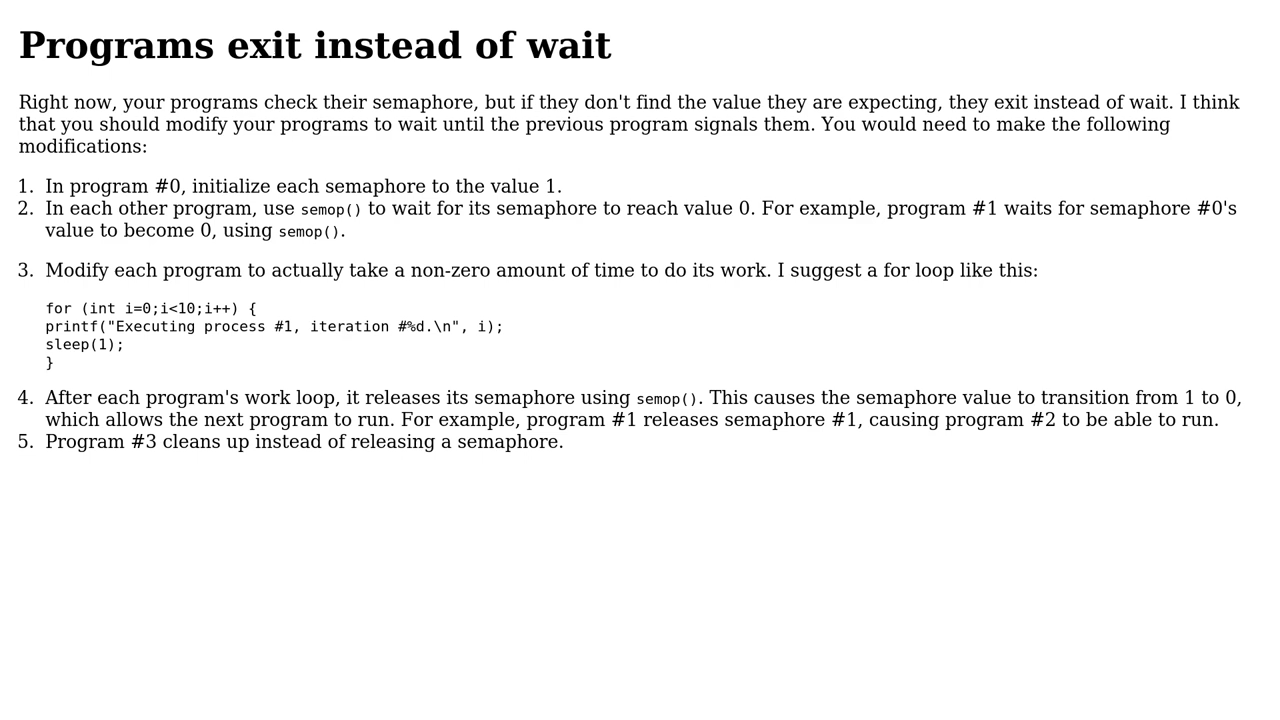 Programs exit instead of wait
Right now, your programs check their semaphore, but if they don't find the value they are expecting, they exit instead of wait. I think
that you should modify your programs to wait until the previous program signals them. You would need to make the following
modifications:
1. In program #0, initialize each semaphore to the value 1.
2. In each other program, use semop() to wait for its semaphore to reach value 0. For example, program #1 waits for semaphore #0's
value to become 0, using semop().
3. Modify each program to actually take a non-zero amount of time to do its work. I suggest a for loop like this:
for (int i=0;i<10;i++) {
printf("Executing process #1, iteration #%d.\n", i);
sleep(1);
}
4. After each program's work loop, it releases its semaphore using semop(). This causes the semaphore value to transition from 1 to 0,
which allows the next program to run. For example, program #1 releases semaphore #1, causing program #2 to be able to run.
5. Program #3 cleans up instead of releasing a semaphore.